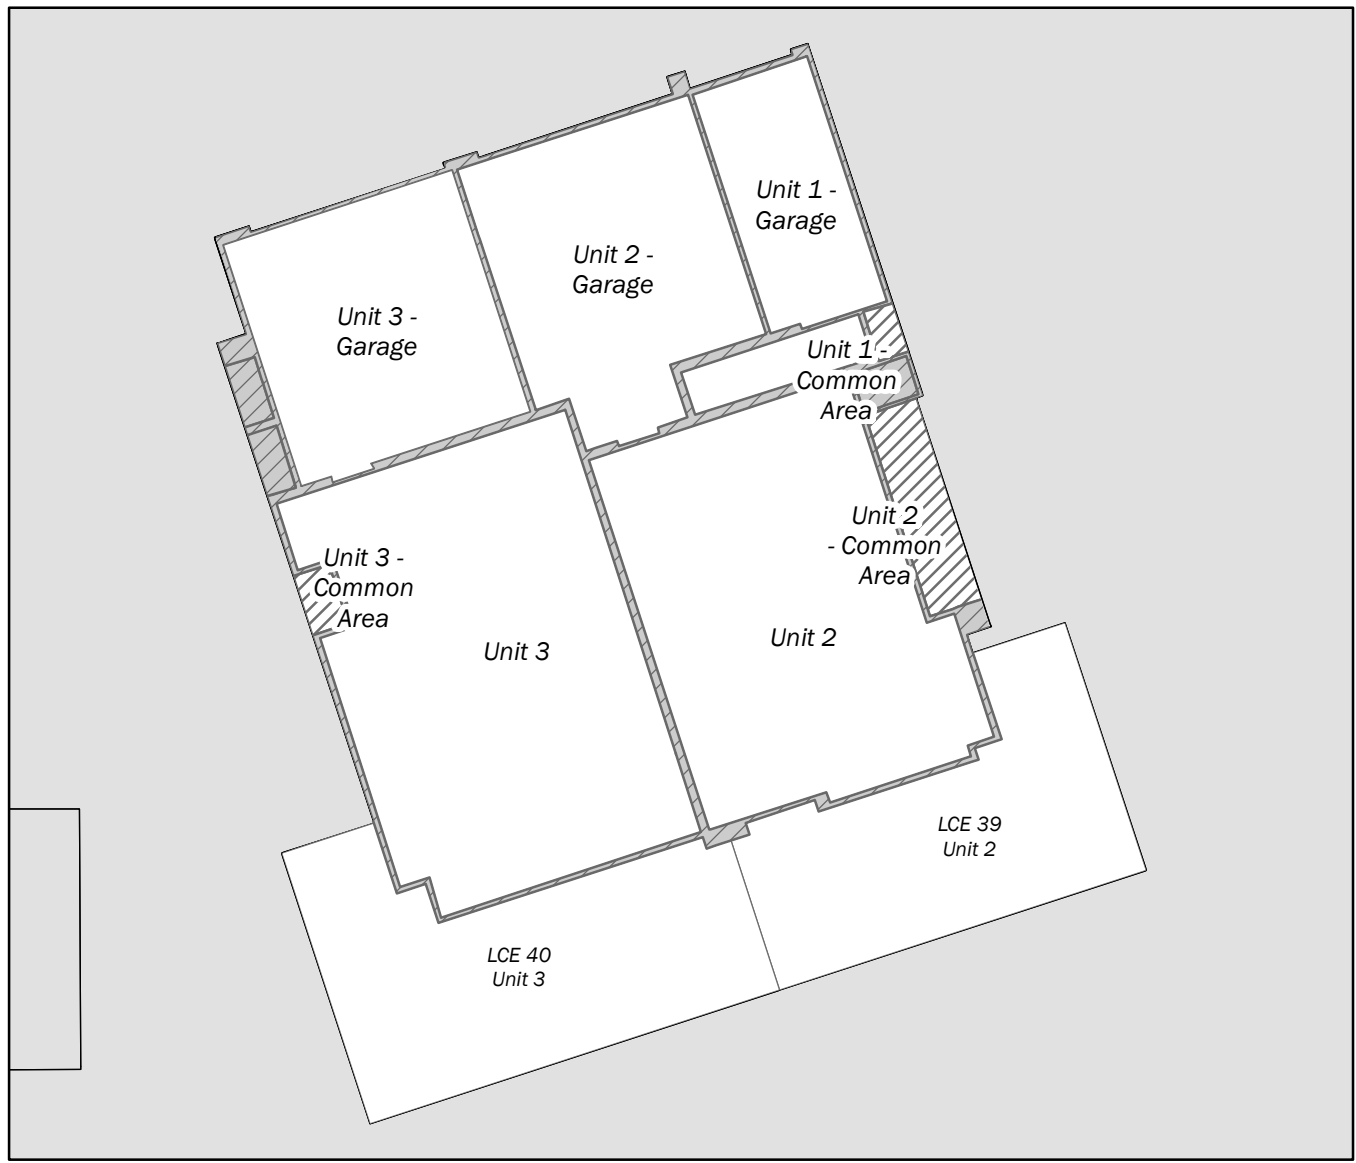 Unit 1 -
Garage
Unit 2 -
Garage
Unit 3 -
Garage
Unit 1 -
Common
Area
Unit 2
- Common
Area
Unit 3 -
Common
Area
Unit 3
Unit 2
LCE 39
Unit 2
LCE 40
Unit 3